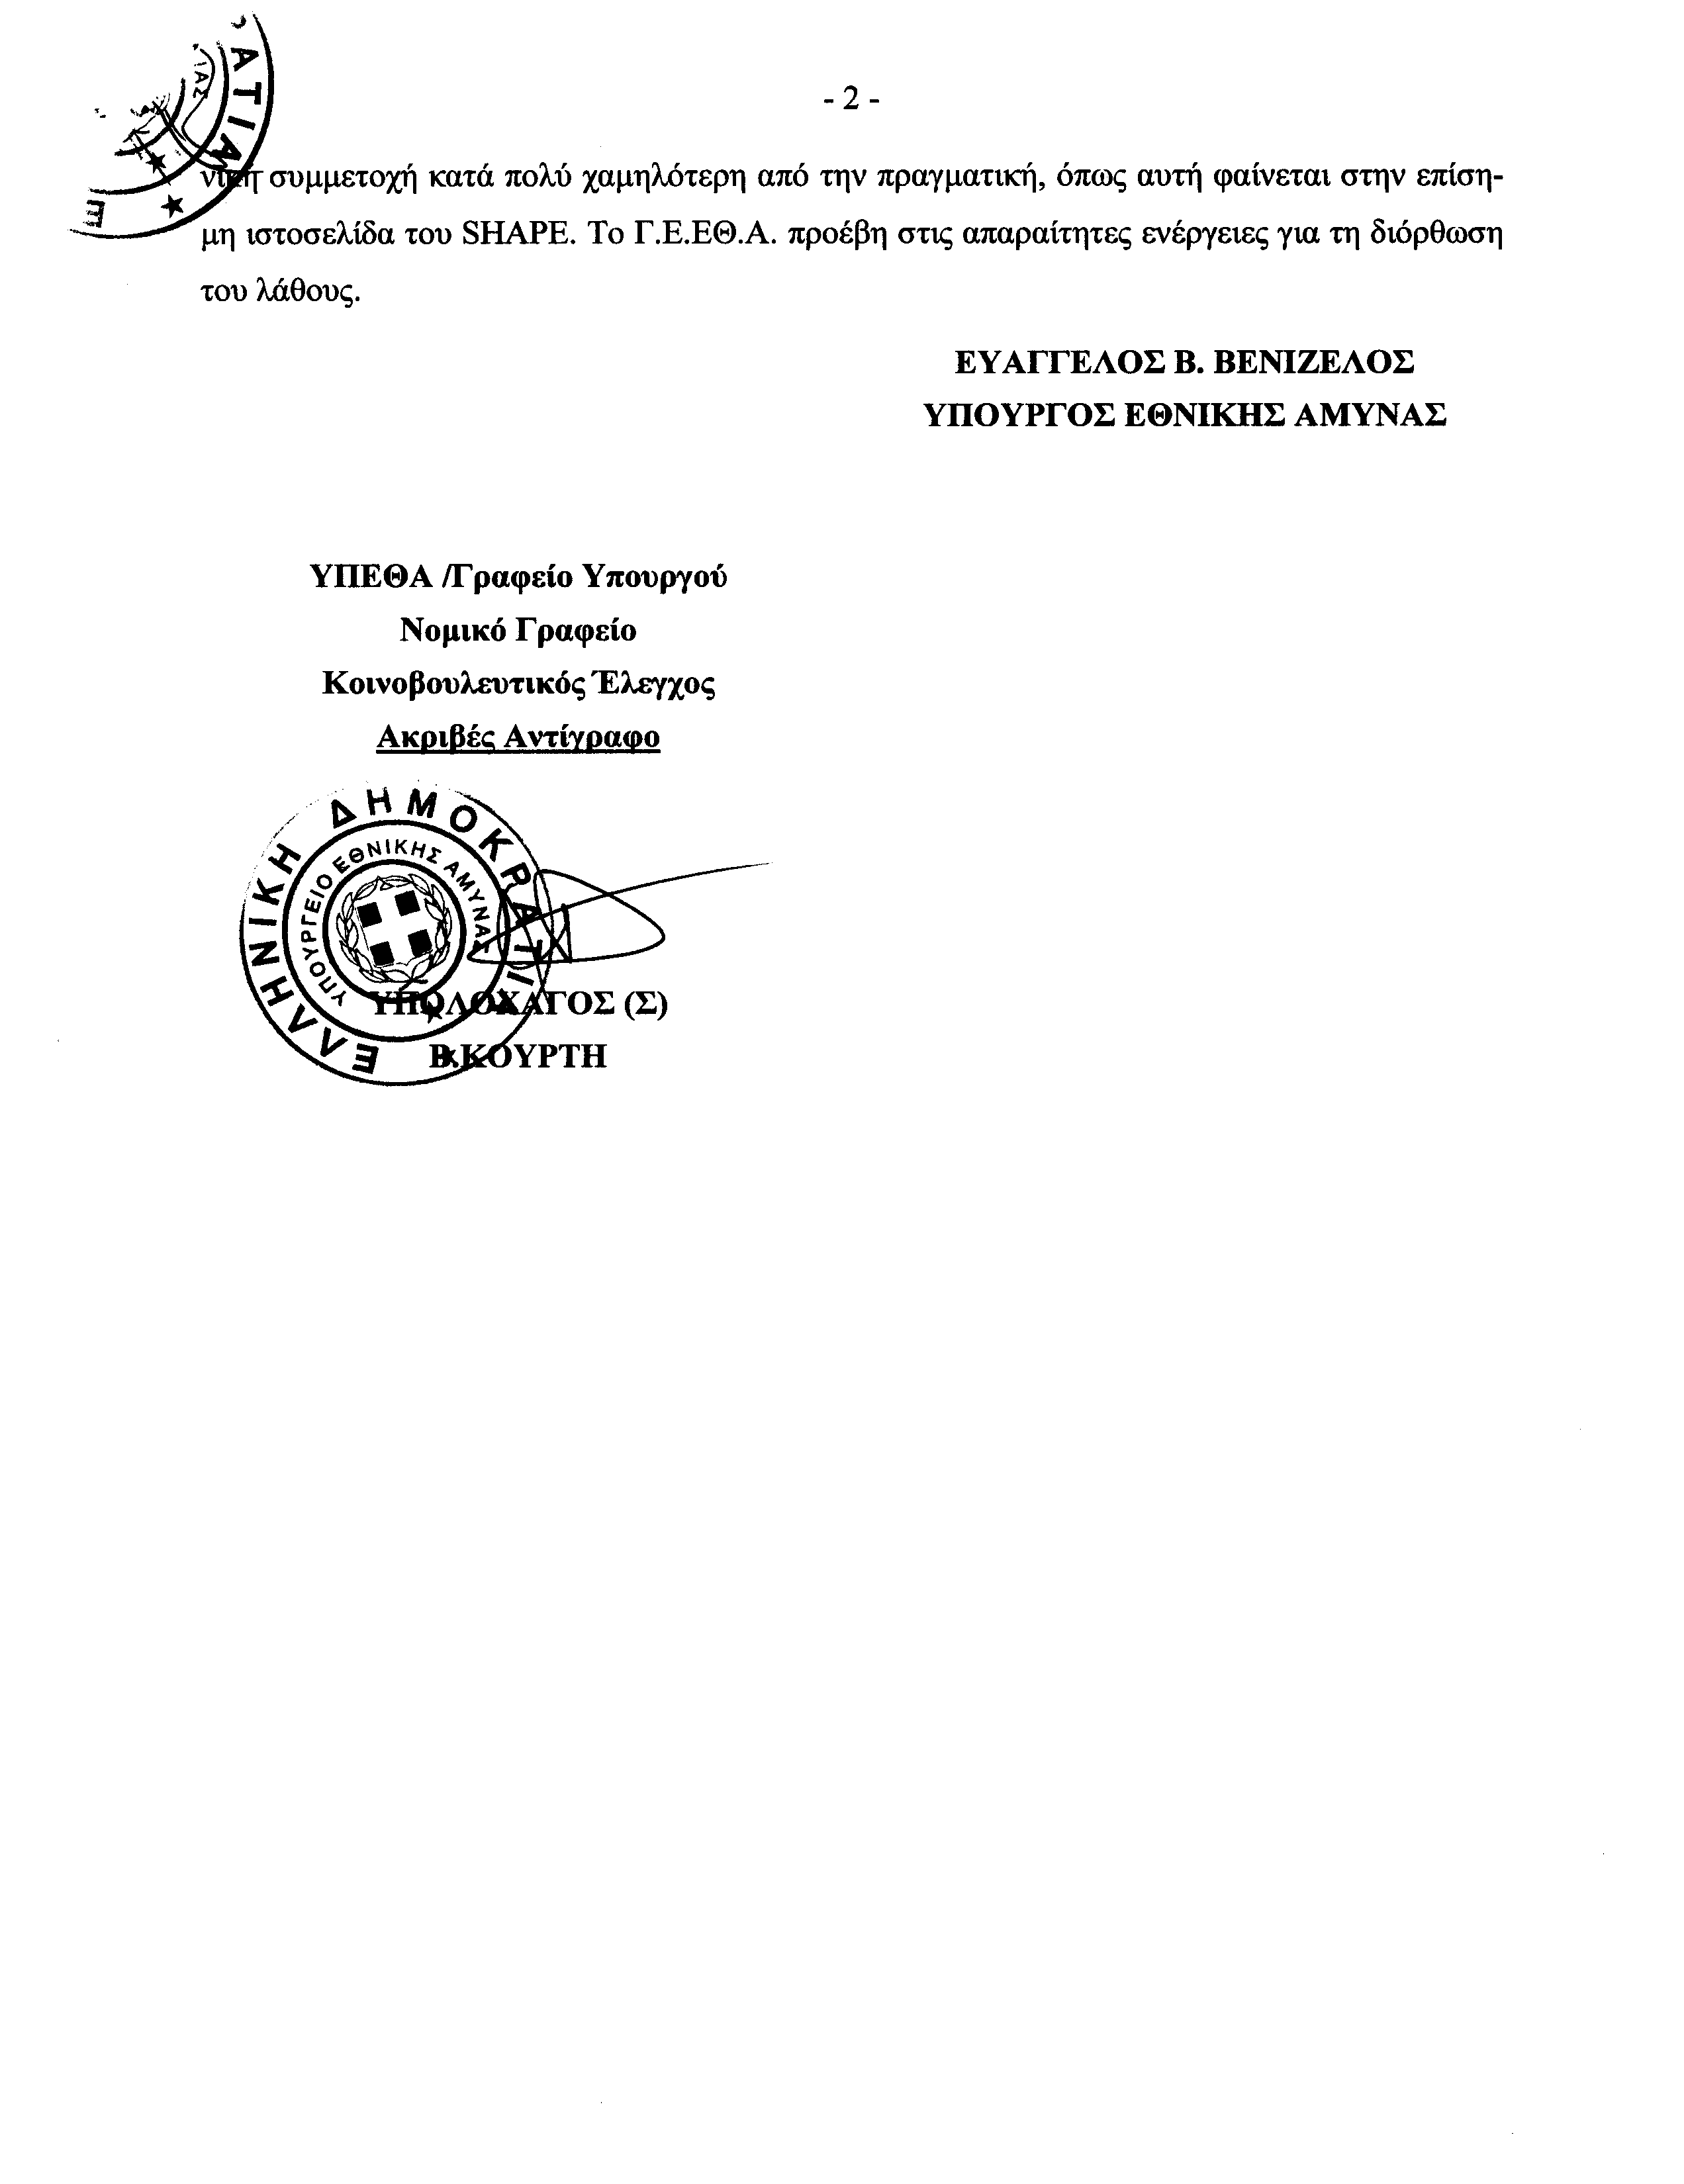 - 2 -
νική συμμετοχή κατά πολύ χαμηλότερη από την πραγματική, όπως αυτή φαίνεται στην επίση-
μη ιστοσελίδα του SHAPE. Το Γ.Ε.ΕΘ.Α. προέβη στις απαραίτητες ενέργειες για τη διόρθωση
του λάθους.
ΕΥΑΓΓΕΛΟΣ Β. ΒΕΝΙΖΕΛΟΣ
ΥΠΟΥΡΓΟΣ ΕΘΝΙΚΗΣ ΑΜΥΝΑΣ
ΥΠΕΘΑ /Γραφείο Υπουργού
Νομικό Γραφείο
Κοινοβουλευτικός Έλεγχος
Ακριβές Αντίγραφο
ΕΛΛΗΝΙΚΗ ΔΗΜΟΚΡΑΤΙΑ
ΥΠΟΥΡΓΕΙΟ ΕΘΝΙΚΗΣ ΑΜΥΝΑΣ
ΥΠΟΛΟΧΑΓΟΣ (Σ)
Β.ΚΟΥΡΤΗ